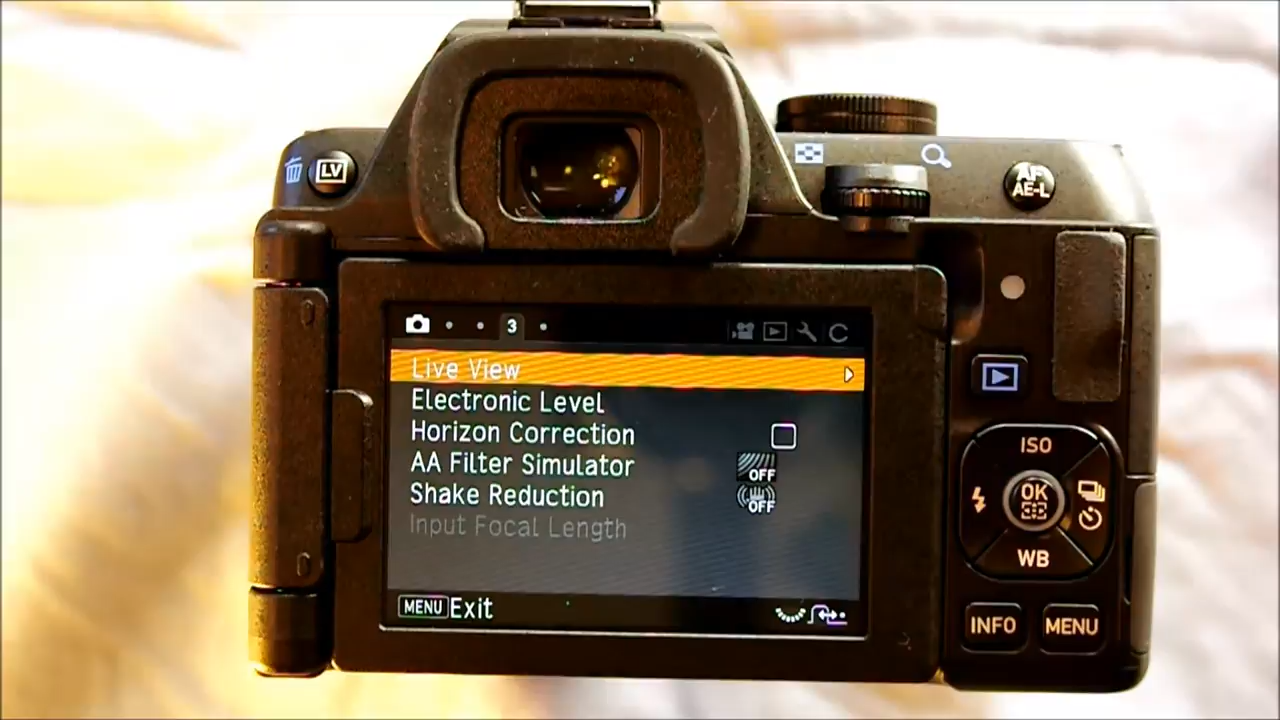 LV
AF
AE-L
3
C
Live View
Electronic Level
Horizon Correction
AA Filter Simulator
OFF
Shake Reduction
OFF
Input Focal Length
MENU Exit
ISO
OK
WB
INFO
MENU